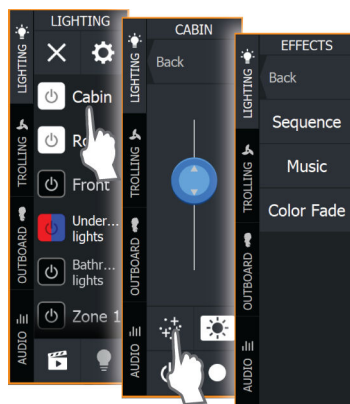 LIGHTING
LIGHTING
TROLLING
OUTBOARD
AUDIO
Cabin
Front
Under...
lights
Bathr...
lights
Zone 1
CABIN
LIGHTING
TROLLING
OUTBOARD
AUDIO
Back
EFFECTS
LIGHTING
TROLLING
OUTBOARD
AUDIO
Back
Sequence
Music
Color Fade